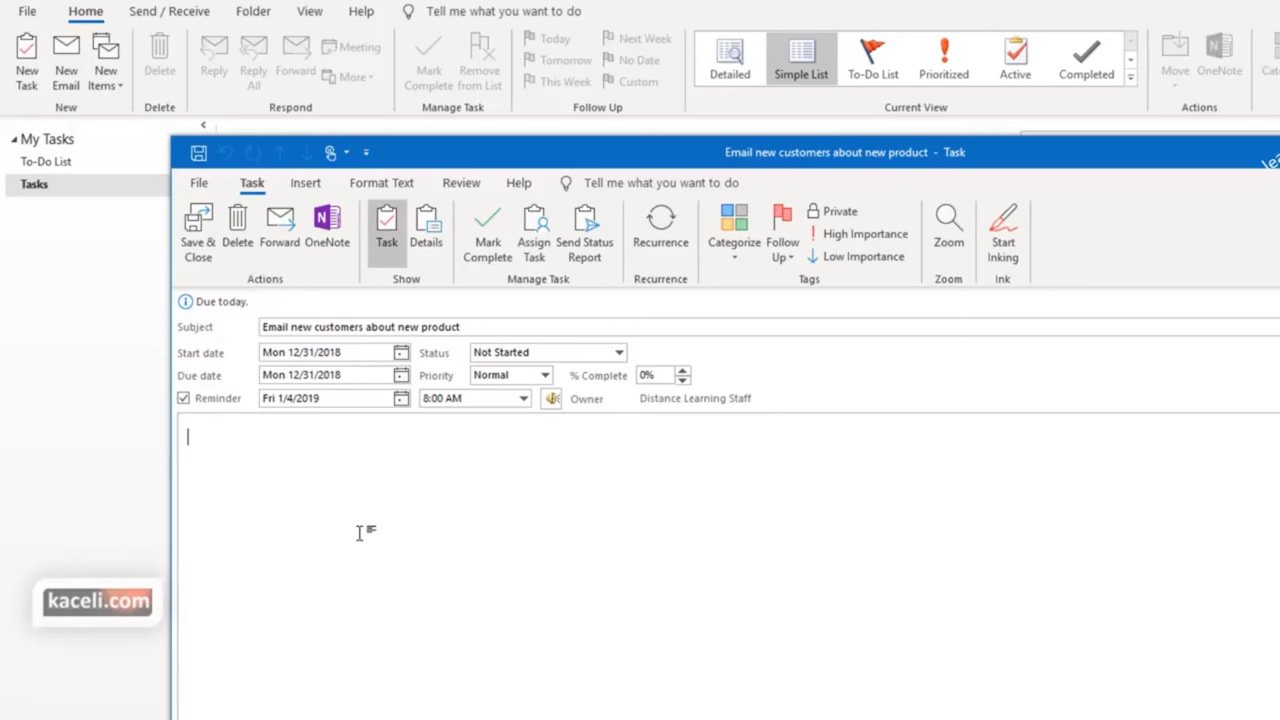 File Home Send / Receive Folder View Help Tell me what you want to do
New Task
New Email
New Items
New
Delete
Delete
Reply
Reply All
Forward
Meeting
More
Respond
Mark Complete
Remove from List
Manage Task
Today
Tomorrow
This Week
Next Week
No Date
Custom
Follow Up
Detailed
Simple List
To-Do List
Prioritized
Active
Completed
Current View
Move
OneNote
Actions
My Tasks
To-Do List
Tasks
Email new customers about new product - Task
File Task Insert Format Text Review Help Tell me what you want to do
Save & Close
Delete
Forward
OneNote
Actions
Task
Details
Show
Mark Complete
Assign Task
Send Status Report
Manage Task
Recurrence
Recurrence
Categorize
Follow Up
Private
High Importance
Low Importance
Tags
Zoom
Zoom
Start Inking
Ink
Due today.
Subject Email new customers about new product
Start date Mon 12/31/2018 Status Not Started
Due date Mon 12/31/2018 Priority Normal % Complete 0%
Reminder Fri 1/4/2019 8:00 AM Owner Distance Learning Staff
kaceli.com